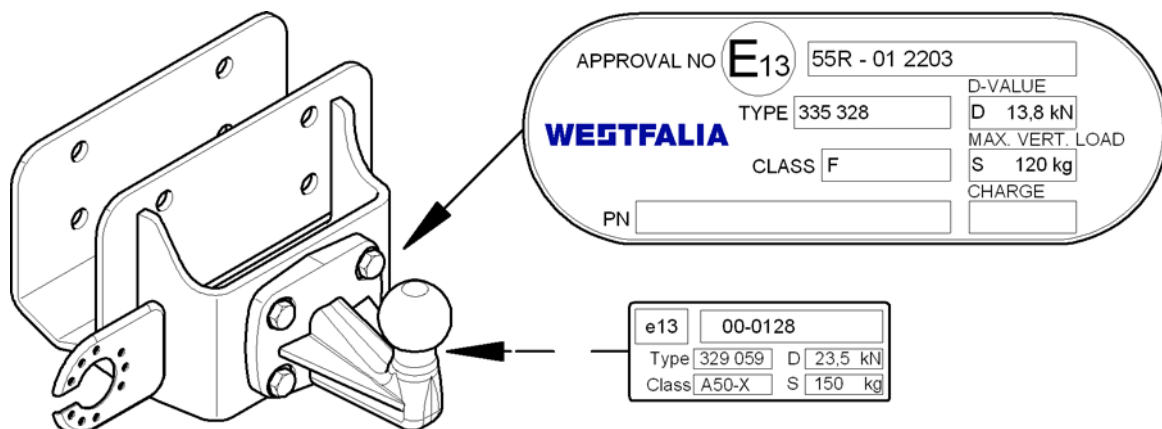 APPROVAL NO E13 55R - 01 2203
D-VALUE
TYPE 335 328 D 13,8 kN
WESTFALIA
MAX. VERT. LOAD
CLASS F S 120 kg
CHARGE
PN
e13 00-0128
Type 329 059 D 23,5 kN
Class A50-X S 150 kg